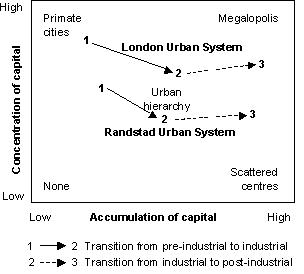 High
Primate
cities
Megalopolis
1
London Urban System
2
3
1
Urban
hierarchy
2
3
Randstad Urban System
Concentration of capital
None
Scattered
centres
Low
Low
Accumulation of capital
High
1 2 Transition from pre-industrial to industrial
2 3 Transition from industrial to post-industrial